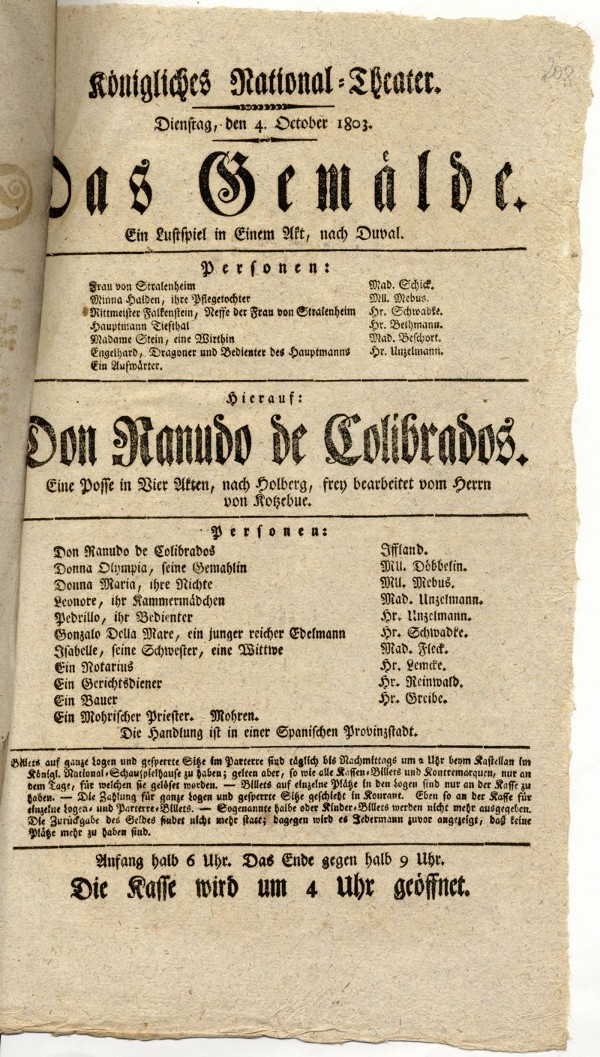 208
Königliches National-Theater.
Dienstag, den 4. October 1803.
Das Gemälde.
Ein Lustspiel in Einem Akt, nach Duval.
Personen:
Frau von Stralenheim Mad. Schick.
Minna Halden, ihre Pflegetochter Mll. Mebus.
Rittmeister Falkenstein, Neffe der Frau von Stralenheim Hr. Schwadke.
Hauptmann Tiefthal Hr. Bethmann.
Madame Stein, eine Wirthin Mad. Beschort.
Engelhard, Dragoner und Bedienter des Hauptmanns Hr. Unzelmann.
Ein Aufwärter.
Hierauf:
Don Ranudo de Colibrados.
Eine Posse in Vier Akten, nach Holberg, frey bearbeitet vom Herrn
von Kotzebue.
Personen:
Don Ranudo de Colibrados Iffland.
Donna Olympia, seine Gemahlin Mll. Döbbelin.
Donna Maria, ihre Nichte Mll. Mebus.
Leonore, ihr Kammermädchen Mad. Unzelmann.
Pedrillo, ihr Bedienter Hr. Unzelmann.
Gonzalo Della Mare, ein junger reicher Edelmann Hr. Schwadke.
Isabelle, seine Schwester, eine Wittwe Mad. Fleck.
Ein Notarius Hr. Lemcke.
Ein Gerichtsdiener Hr. Reinwald.
Ein Bauer Hr. Greibe.
Ein Mohrischer Priester. Mohren.
Die Handlung ist in einer Spanischen Provinzstadt.
Billets auf ganze Logen und gesperrte Sitze im Parterre sind täglich bis Nachmittags um 2 Uhr beym Kastellan im
Königl. National-Schauspielhause zu haben; gelten aber, so wie alle Kassen-Billets und Kontremarquen, nur an
dem Tage, für welchen sie gelöset worden. — Billets auf einzelne Plätze in den Logen sind nur an der Kasse zu
haben. — Die Zahlung für ganze Logen und gesperrte Sitze geschieht in Kourant. Eben so an der Kasse für
einzelne Logen- und Parterre-Billets. — Sogenannte halbe oder Kinder-Billets werden nicht mehr ausgegeben.
Die Zurückgabe des Geldes findet nicht mehr statt; dagegen wird es Jedermann zuvor angezeigt, daß keine
Plätze mehr zu haben sind.
Anfang halb 6 Uhr. Das Ende gegen halb 9 Uhr.
Die Kasse wird um 4 Uhr geöffnet.